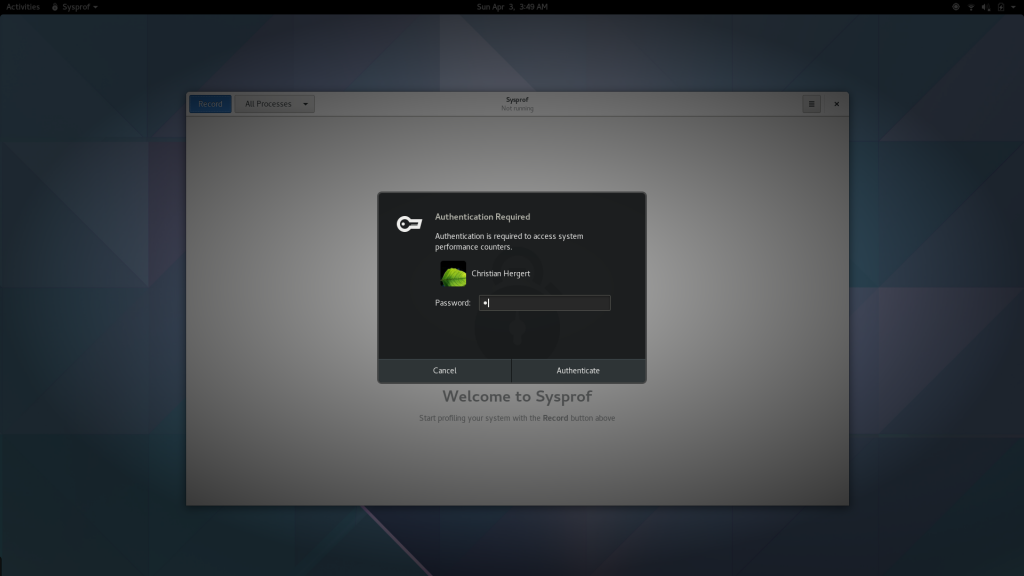 Activities
Sysprof
Sun Apr 3, 3:49 AM
Record
All Processes
Sysprof
Not running
Authentication Required
Authentication is required to access system
performance counters.
Christian Hergert
Password:
Cancel
Authenticate
Welcome to Sysprof
Start profiling your system with the Record button above